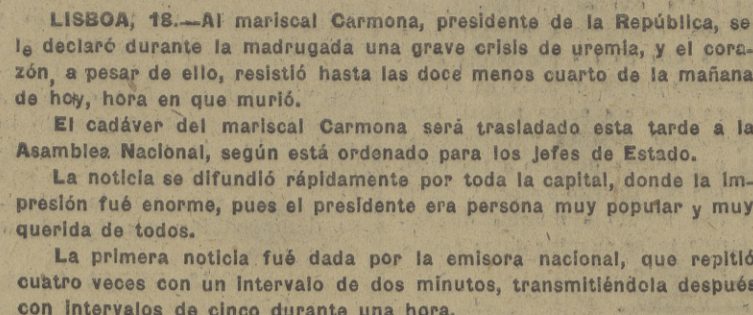 LISBOA, 18.—Al mariscal Carmona, presidente de la República, se
le declaró durante la madrugada una grave crisis de uremia, y el cora-
zón, a pesar de ello, resistió hasta las doce menos cuarto de la mañana
de hoy, hora en que murió.
El cadáver del mariscal Carmona será trasladado esta tarde a la
Asamblea Nacional, según está ordenado para los Jefes de Estado.
La noticia se difundió rápidamente por toda la capital, donde la im-
presión fué enorme, pues el presidente era persona muy popular y muy
querida de todos.
La primera noticia fué dada por la emisora nacional, que repitió
cuatro veces con un intervalo de dos minutos, transmitiéndola después
con intervalos de cinco durante una hora.